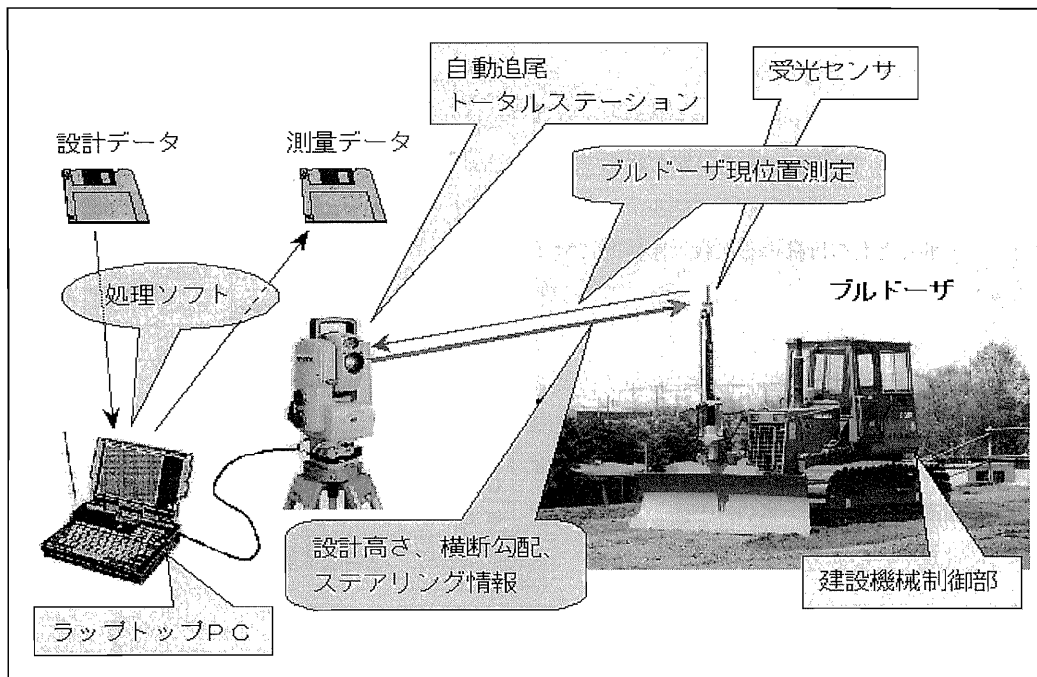 自動追尾
トータルステーション
受光センサ
設計データ
測量データ
ブルドーザ現位置測定
処理ソフト
ブルドーザ
設計高さ、横断勾配、
ステアリング情報
建設機械制御部
ラップトップＰＣ